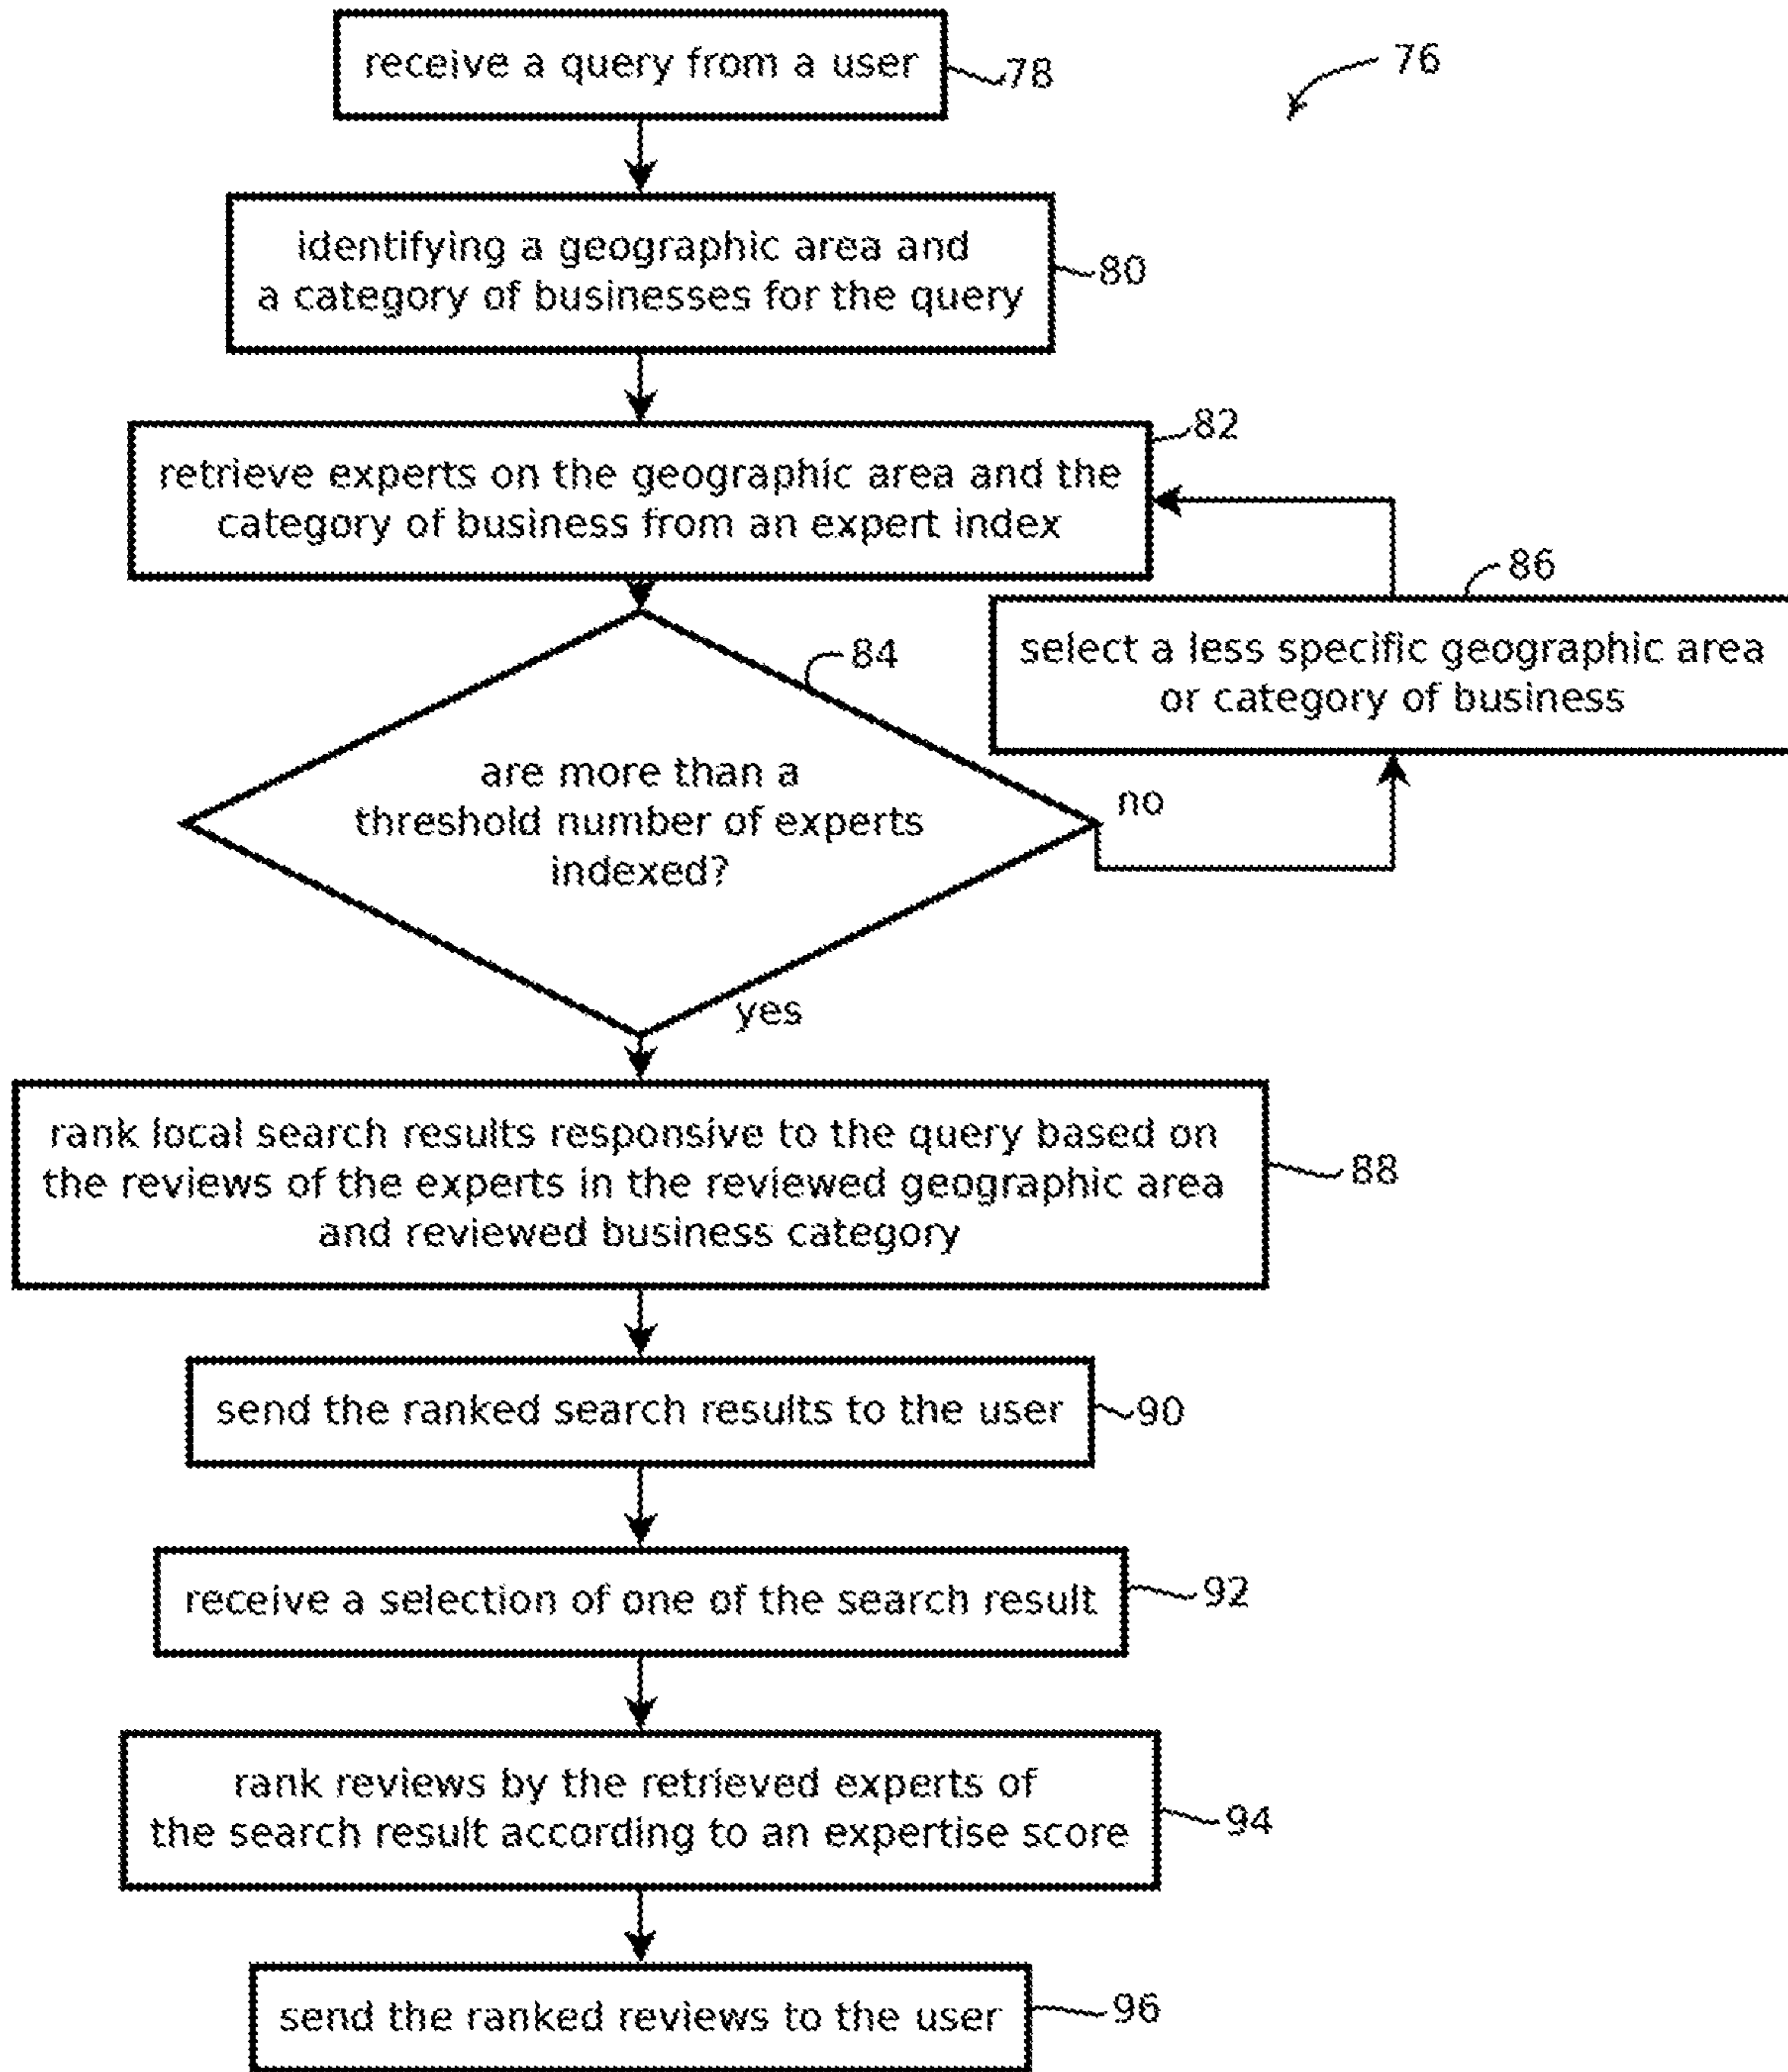 receive a query from a user
78
76
identifying a geographic area and
a category of businesses for the query
80
82
retrieve experts on the geographic area and the
category of business from an expert index
86
select a less specific geographic area
or category of business
84
are more than a
threshold number of experts
indexed?
no
yes
rank local search results responsive to the query based on
the reviews of the experts in the reviewed geographic area
and reviewed business category
88
send the ranked search results to the user
90
receive a selection of one of the search result
92
rank reviews by the retrieved experts of
the search result according to an expertise score
94
send the ranked reviews to the user
96